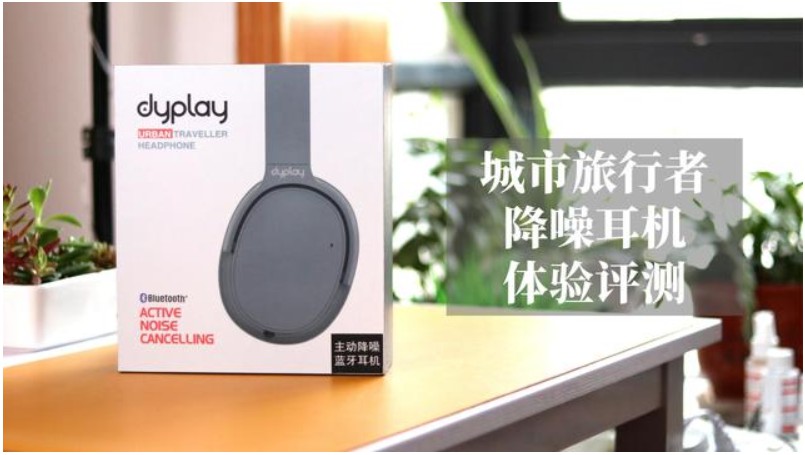 dyplay
URBAN TRAVELLER
HEADPHONE
dyplay
Bluetooth®
ACTIVE
NOISE
CANCELLING
主动降噪
蓝牙耳机
城市旅行者
降噪耳机
体验评测